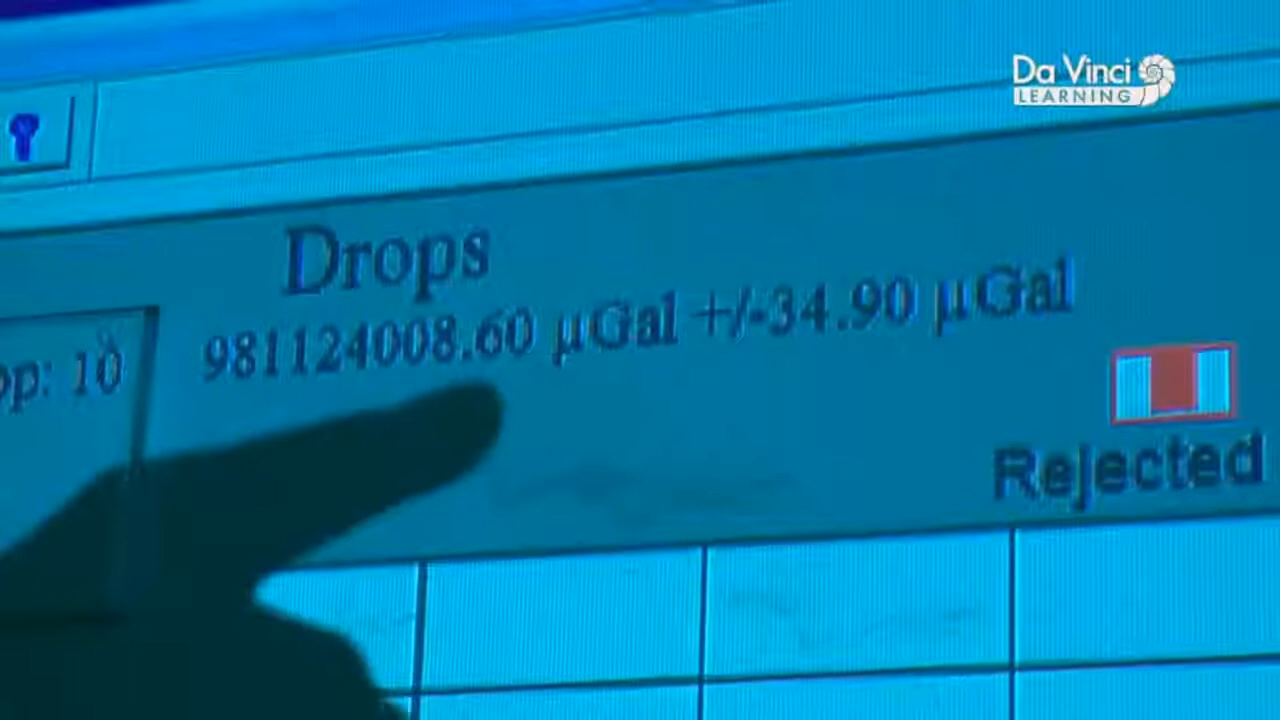 Da Vinci
LEARNING
Drops
981124008.60 µGal +/-34.90 µGal
10
Rejected